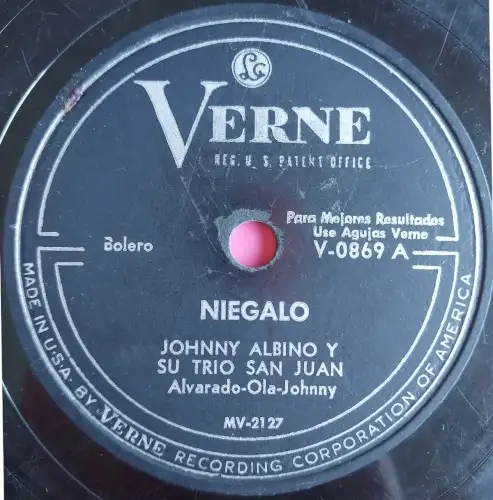 VERNE
REG. U. S. PATENT OFFICE
Para Mejores Resultados
Use Agujas Verne
Bolero
V-0869 A
NIEGALO
JOHNNY ALBINO Y
SU TRIO SAN JUAN
Alvarado-Ola-Johnny
MV-2127
MADE IN U.S.A. BY VERNE RECORDING CORPORATION OF AMERICA